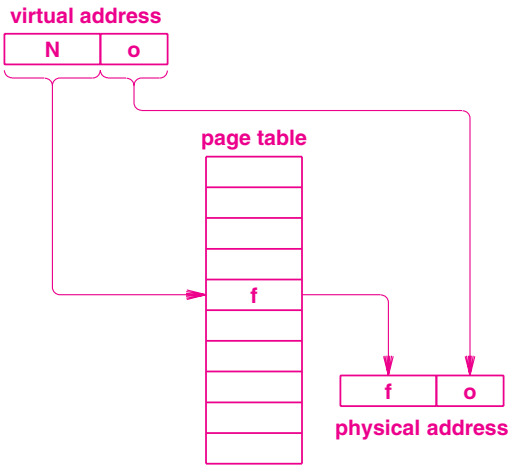 virtual address
N o
page table
f
f o
physical address